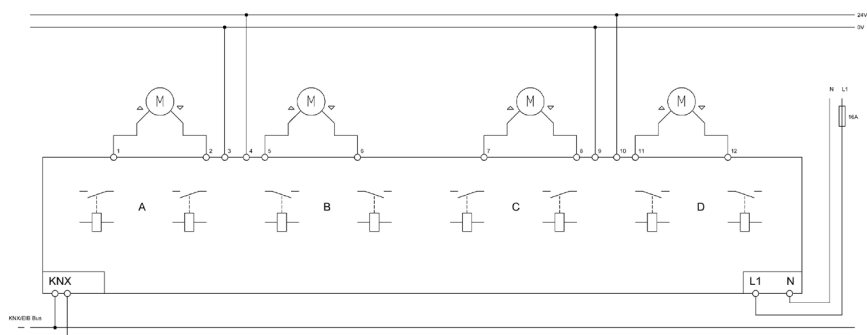 24V
0V
N L1
16A
M M M M
1 2 3 4 5 6 7 8 9 10 11 12
A B C D
KNX L1 N
KNX/EIB Bus